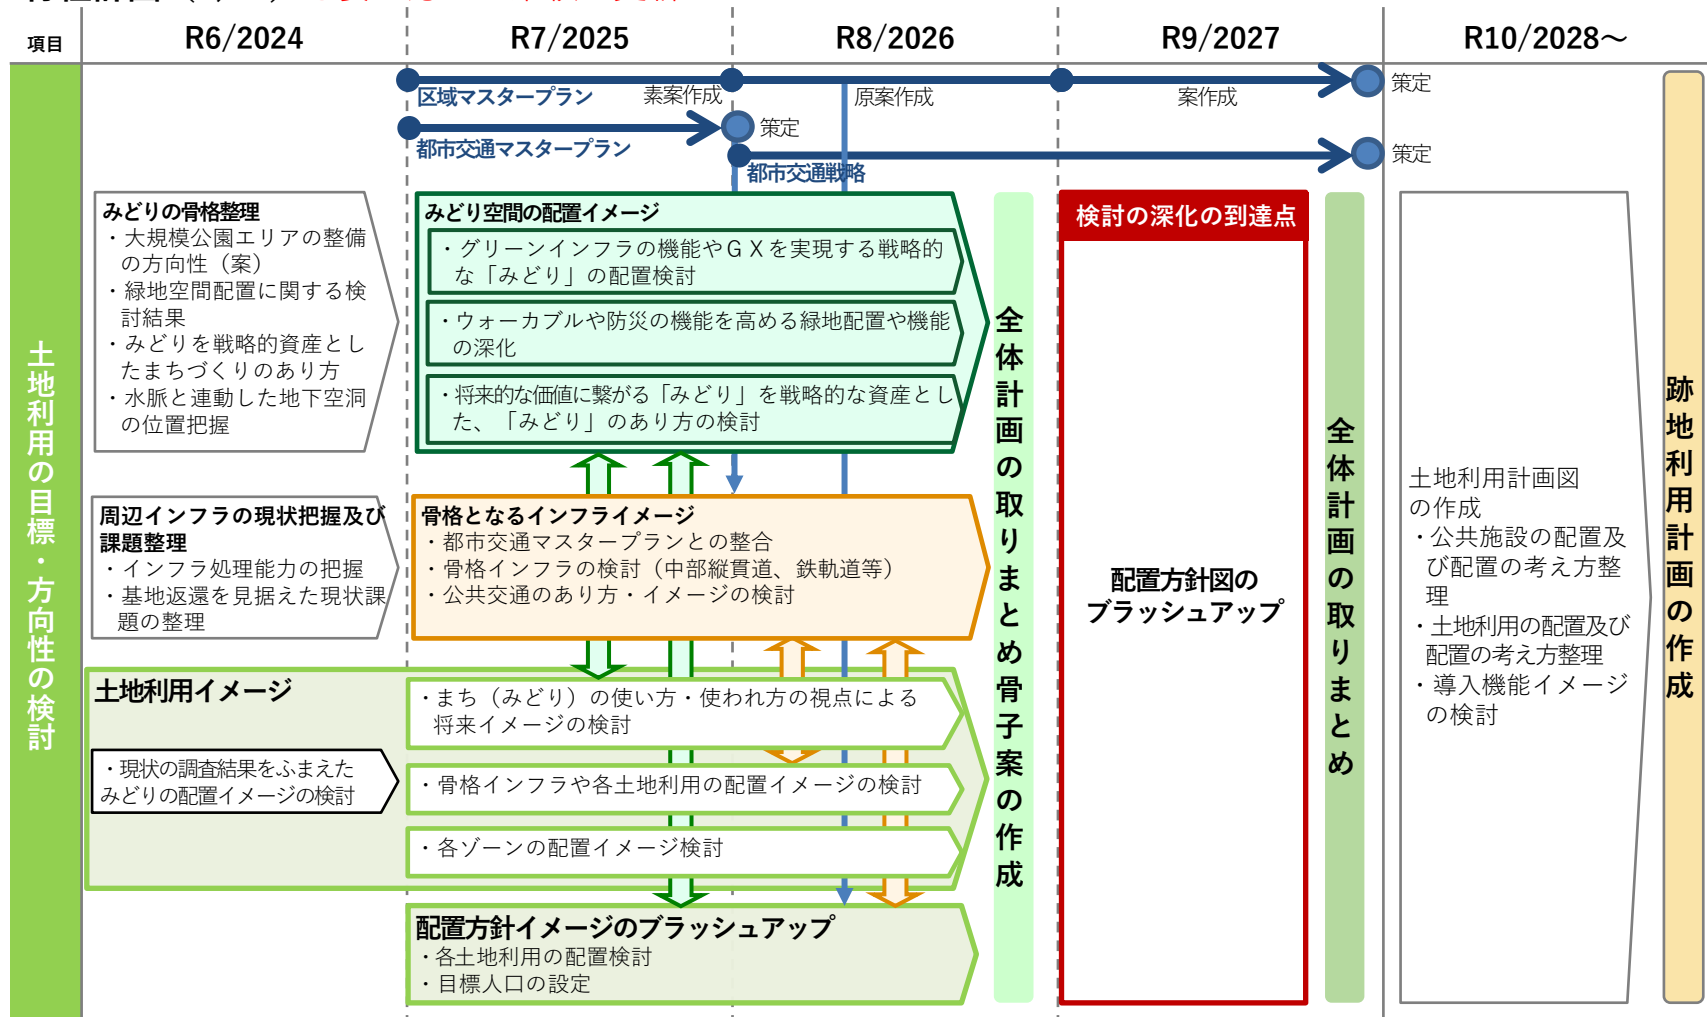 項目
R6/2024
R7/2025
R8/2026
R9/2027
R10/2028～
土地利用の目標・方向性の検討
区域マスタープラン
素案作成
原案作成
案作成
策定
都市交通マスタープラン
策定
都市交通戦略
策定
みどりの骨格整理
・大規模公園エリアの整備
の方向性（案）
・緑地空間配置に関する検
討結果
・みどりを戦略的資産とし
たまちづくりのあり方
・水脈と連動した地下空洞
の位置把握
みどり空間の配置イメージ
・グリーンインフラの機能やＧＸを実現する戦略的
な「みどり」の配置検討
・ウォーカブルや防災の機能を高める緑地配置や機能
の深化
・将来的な価値に繋がる「みどり」を戦略的な資産とし
た、「みどり」のあり方の検討
周辺インフラの現状把握及び
課題整理
・インフラ処理能力の把握
・基地返還を見据えた現状課
題の整理
骨格となるインフライメージ
・都市交通マスタープランとの整合
・骨格インフラの検討（中部縦貫道、鉄軌道等）
・公共交通のあり方・イメージの検討
土地利用イメージ
・現状の調査結果をふまえた
みどりの配置イメージの検討
・まち（みどり）の使い方・使われ方の視点による
将来イメージの検討
・骨格インフラや各土地利用の配置イメージの検討
・各ゾーンの配置イメージ検討
配置方針イメージのブラッシュアップ
・各土地利用の配置検討
・目標人口の設定
全体計画の取りまとめ骨子案の作成
検討の深化の到達点
配置方針図の
ブラッシュアップ
全体計画の取りまとめ
土地利用計画図
の作成
・公共施設の配置及
び配置の考え方整
理
・土地利用の配置及び
配置の考え方整理
・導入機能イメージ
の検討
跡地利用計画の作成